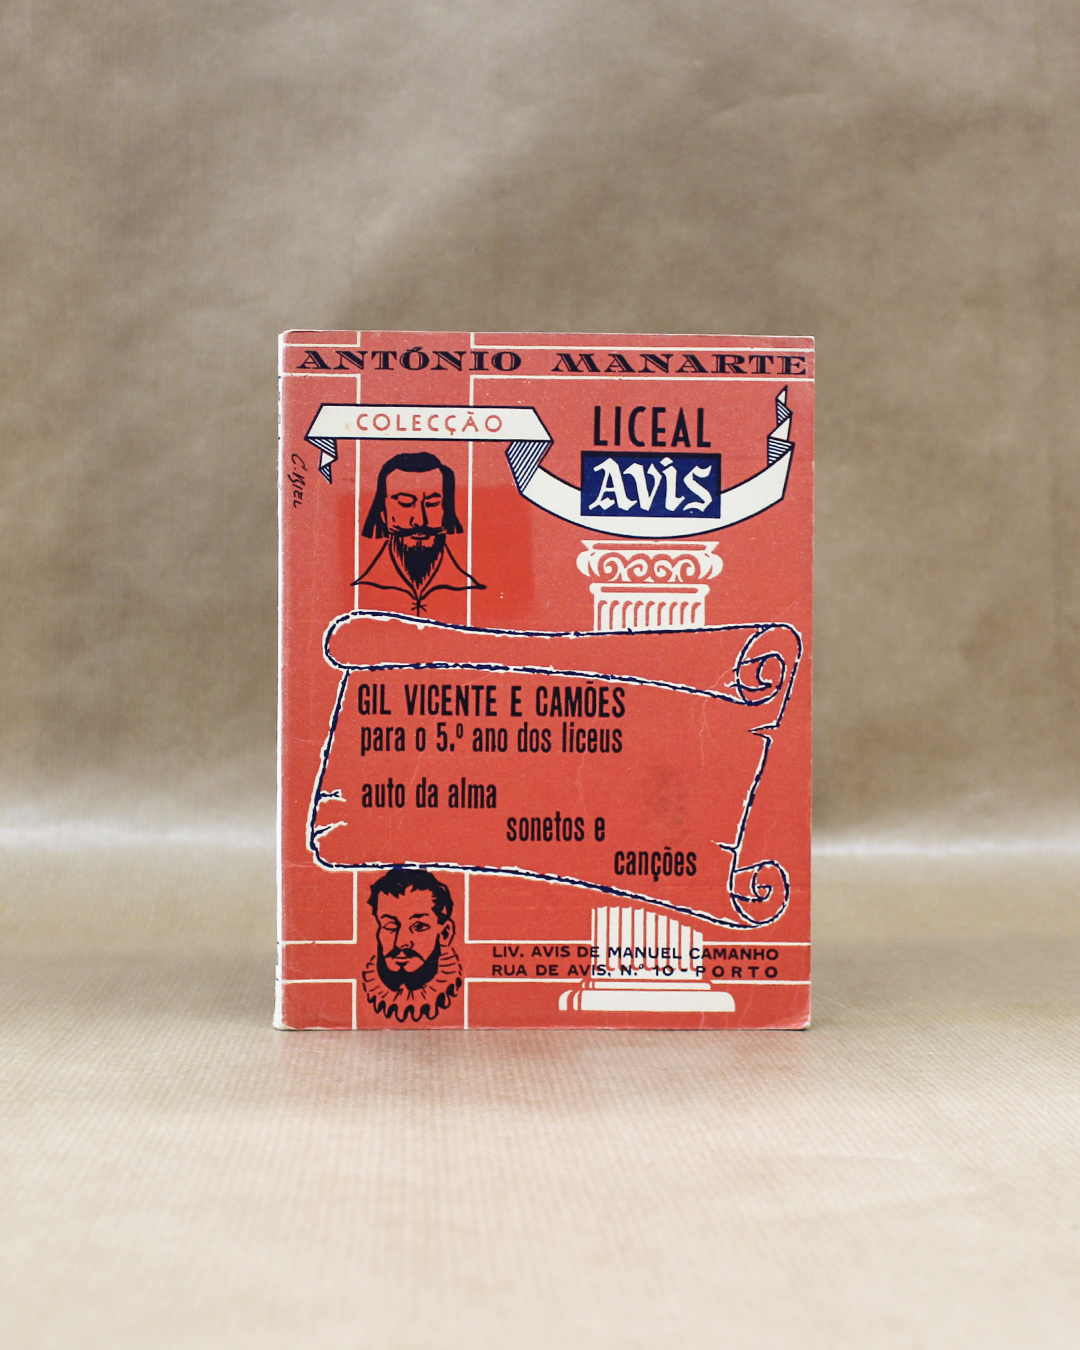 ANTÓNIO MANARTE
COLECÇÃO
LICEAL
AVIS
C. BIEL
GIL VICENTE E CAMÕES
para o 5.º ano dos liceus
auto da alma
sonetos e
canções
LIV. AVIS DE MANUEL CAMANHO
RUA DE AVIS, N.º 10 - PORTO